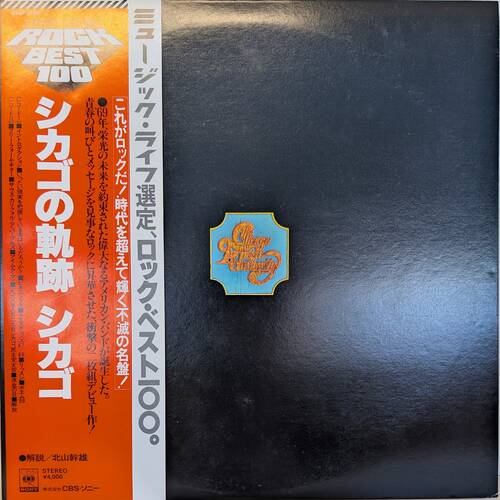 ROCK
BEST
100
シカゴの軌跡 シカゴ
ミュージック・ライフ選定、ロック・ベスト100。
[これがロックだ!時代を超えて輝く不滅の名盤!]
●'69年、栄光の未来を約束された偉大なるアメリカン・バンドが誕生した。
青春の叫びとメッセージを見事なロックに昇華させた、衝撃の二枚組デビュー作!
●解説/北山幹雄
SONY
STEREO
¥4,000
株式会社 CBS・ソニー
Chicago
Transit
Authority